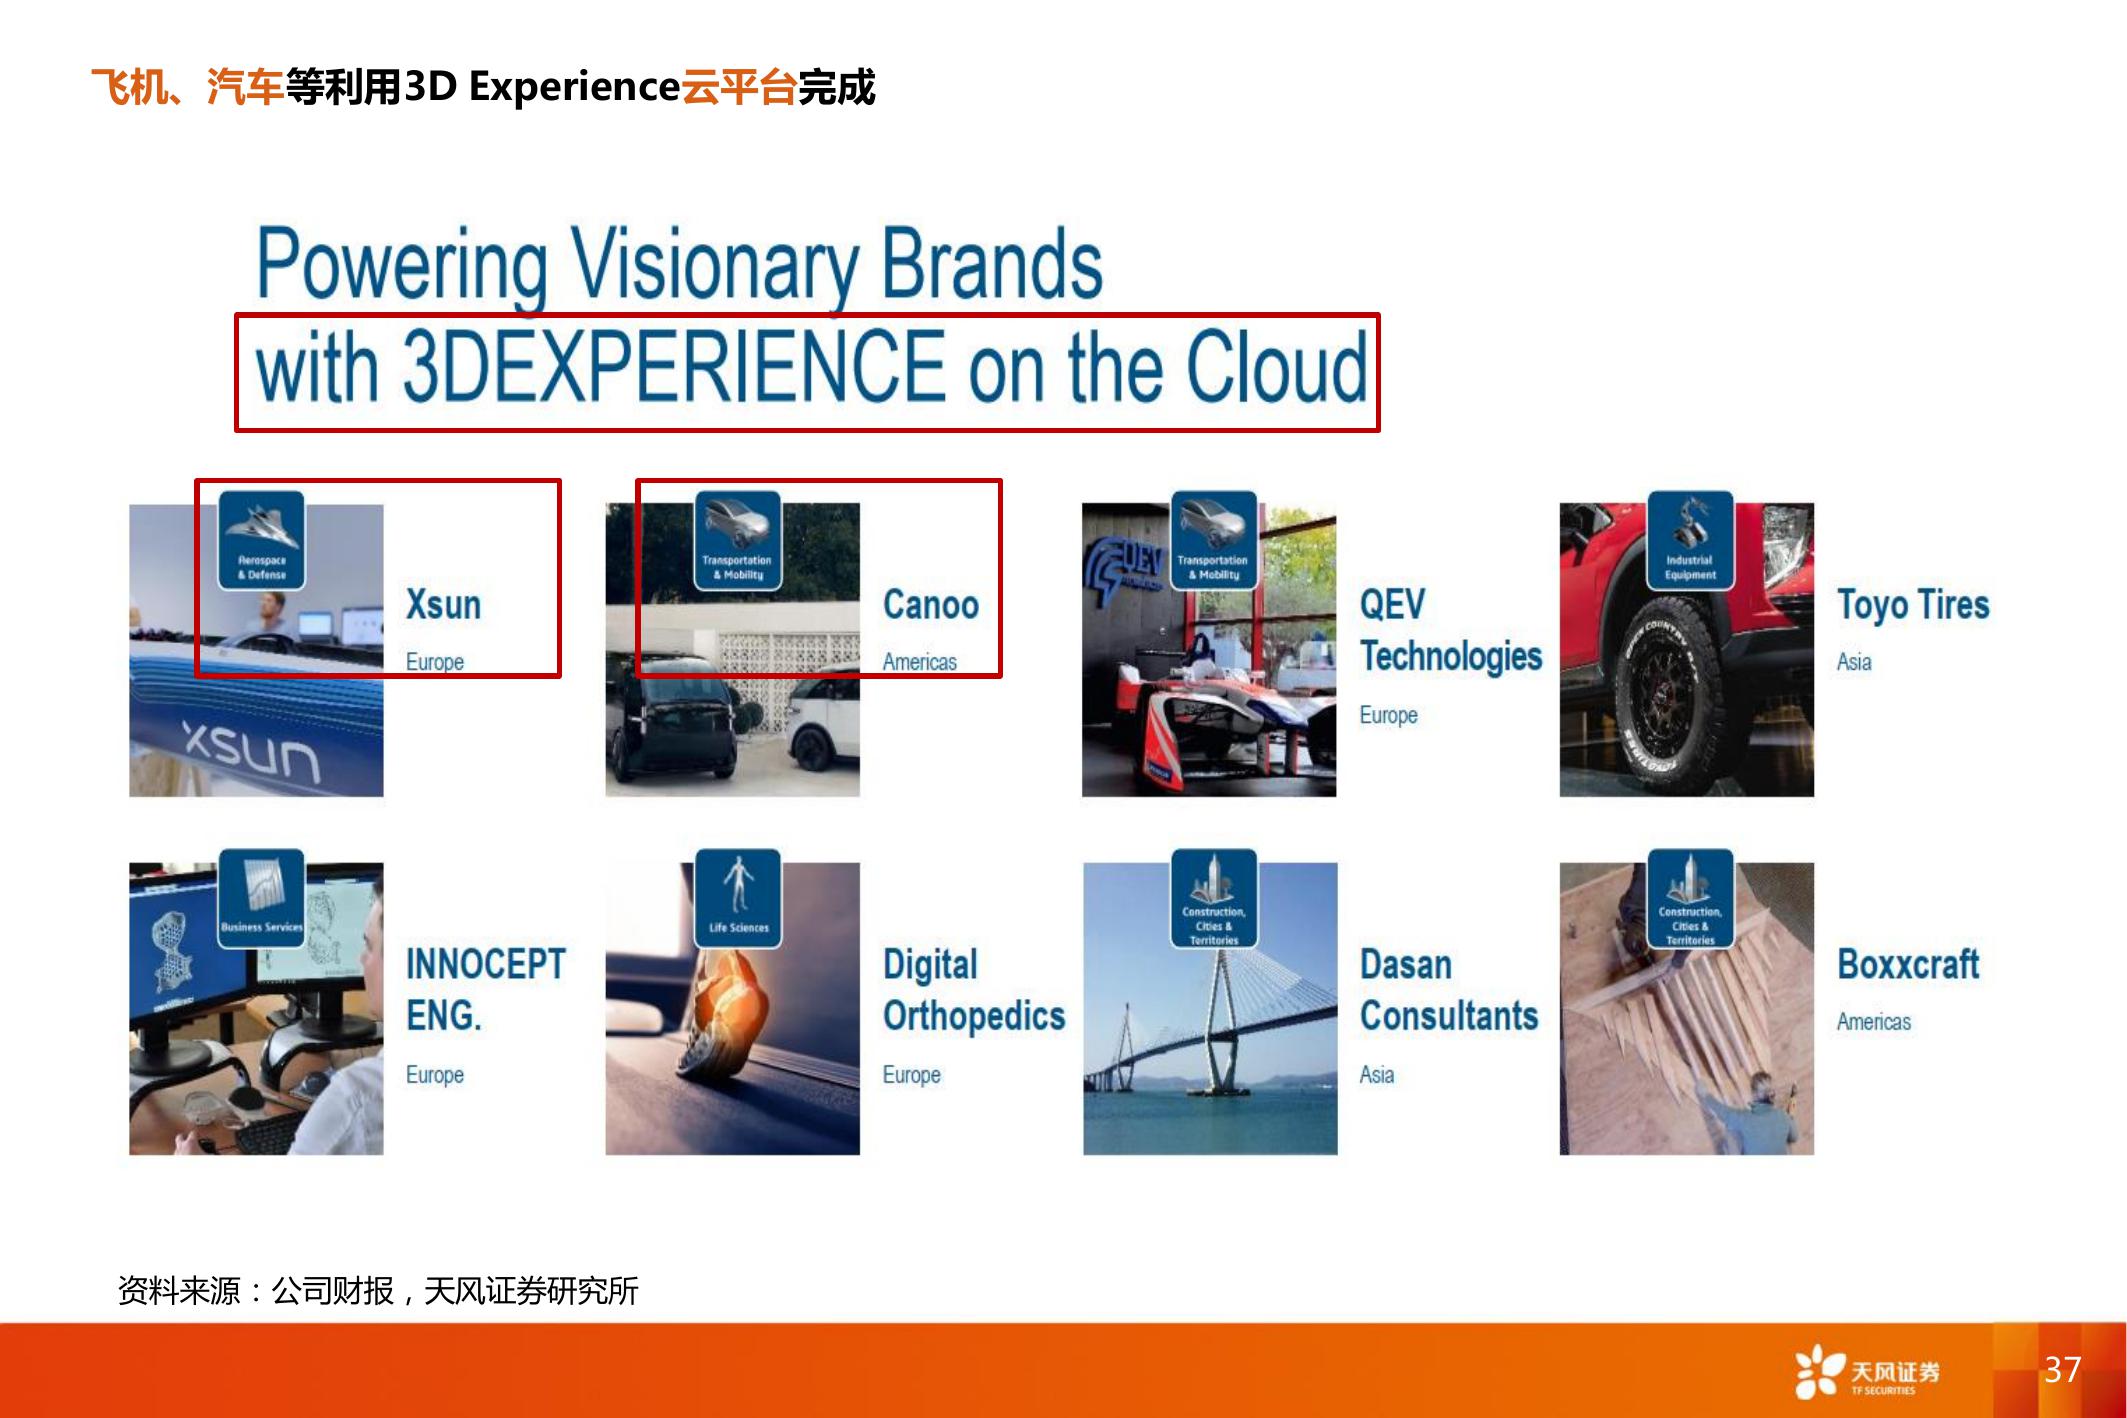 飞机、汽车等利用3D Experience云平台完成
Powering Visionary Brands
with 3DEXPERIENCE on the Cloud
Aerospace
& Defense
Xsun
Europe
xsun
Transportation
& Mobility
Canoo
Americas
QEV
Transportation
& Mobility
QEV
Technologies
Europe
Industrial
Equipment
OPEN COUNTRY
TOYO TIRES
Toyo Tires
Asia
Business Services
INNOCEPT
ENG.
Europe
Life Sciences
Digital
Orthopedics
Europe
Construction,
Cities &
Territories
Dasan
Consultants
Asia
Construction,
Cities &
Territories
Boxxcraft
Americas
资料来源：公司财报，天风证券研究所
天风证券
TF SECURITIES
37